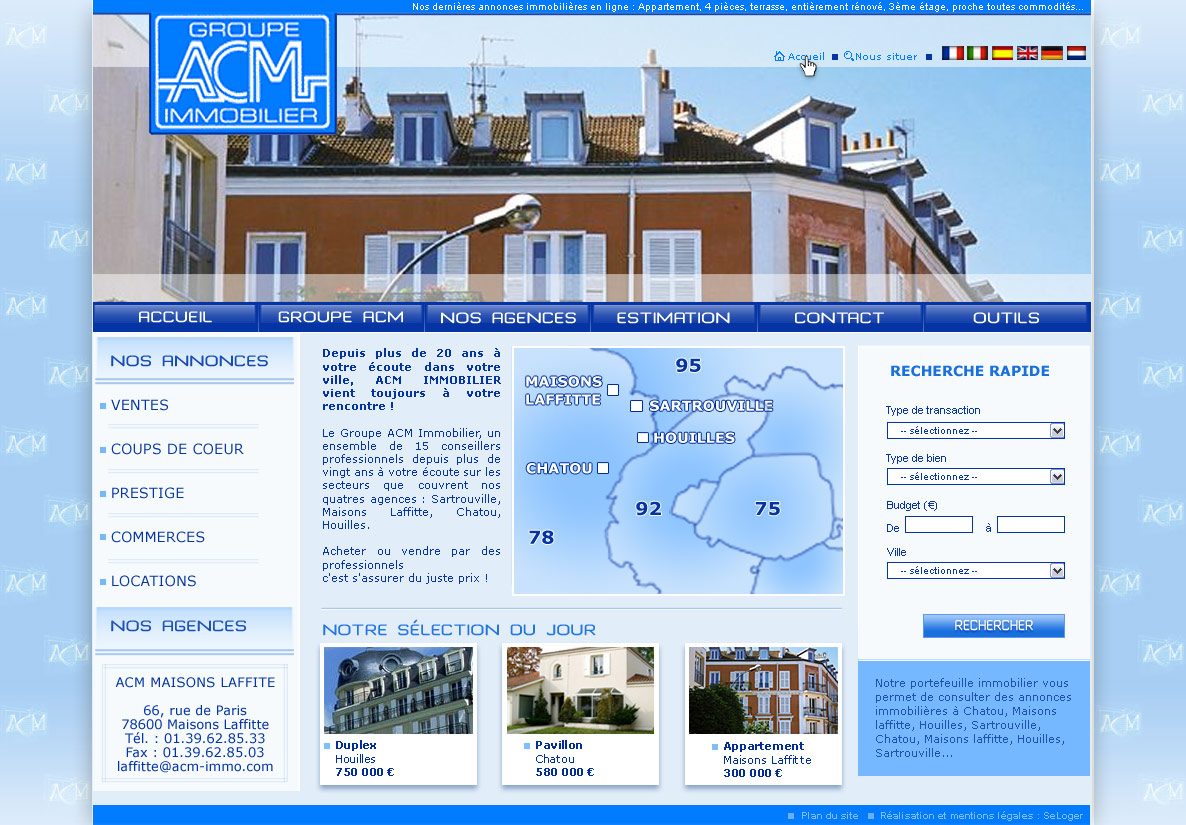 Nos dernières annonces immobilières en ligne : Appartement, 4 pièces, terrasse, entièrement rénové, 3ème étage, proche toutes commodités...
GROUPE
ACM
IMMOBILIER
Accueil
Nous situer
ACCUEIL
GROUPE ACM
NOS AGENCES
ESTIMATION
CONTACT
OUTILS
NOS ANNONCES
VENTES
COUPS DE COEUR
PRESTIGE
COMMERCES
LOCATIONS
NOS AGENCES
ACM MAISONS LAFFITE
66, rue de Paris
78600 Maisons Laffitte
Tél. : 01.39.62.85.33
Fax : 01.39.62.85.03
laffitte@acm-immo.com
Depuis plus de 20 ans à
votre écoute dans votre
ville, ACM IMMOBILIER
vient toujours à votre
rencontre !
Le Groupe ACM Immobilier, un
ensemble de 15 conseillers
professionnels depuis plus de
vingt ans à votre écoute sur les
secteurs que couvrent nos
quatres agences : Sartrouville,
Maisons Laffitte, Chatou,
Houilles.
Acheter ou vendre par des
professionnels
c'est s'assurer du juste prix !
95
MAISONS
LAFFITTE
SARTROUVILLE
HOUILLES
CHATOU
92
75
78
NOTRE SÉLECTION DU JOUR
Duplex
Houilles
750 000 €
Pavillon
Chatou
580 000 €
Appartement
Maisons Laffitte
300 000 €
RECHERCHE RAPIDE
Type de transaction
-- sélectionnez --
Type de bien
-- sélectionnez --
Budget (€)
De
à
Ville
-- sélectionnez --
RECHERCHER
Notre portefeuille immobilier vous
permet de consulter des annonces
immobilières à Chatou, Maisons
laffitte, Houilles, Sartrouville,
Chatou, Maisons laffitte, Houilles,
Sartrouville...
Plan du site
Réalisation et mentions légales : SeLoger